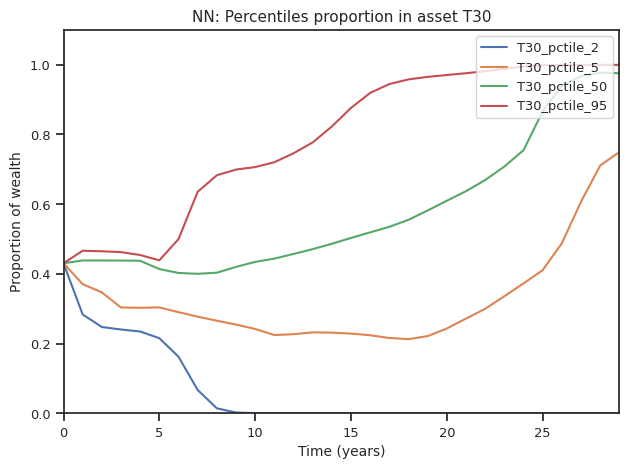 NN: Percentiles proportion in asset T30
T30_pctile_2
T30_pctile_5
T30_pctile_50
T30_pctile_95
Proportion of wealth
1.0
0.8
0.6
0.4
0.2
0.0
0 5 10 15 20 25
Time (years)